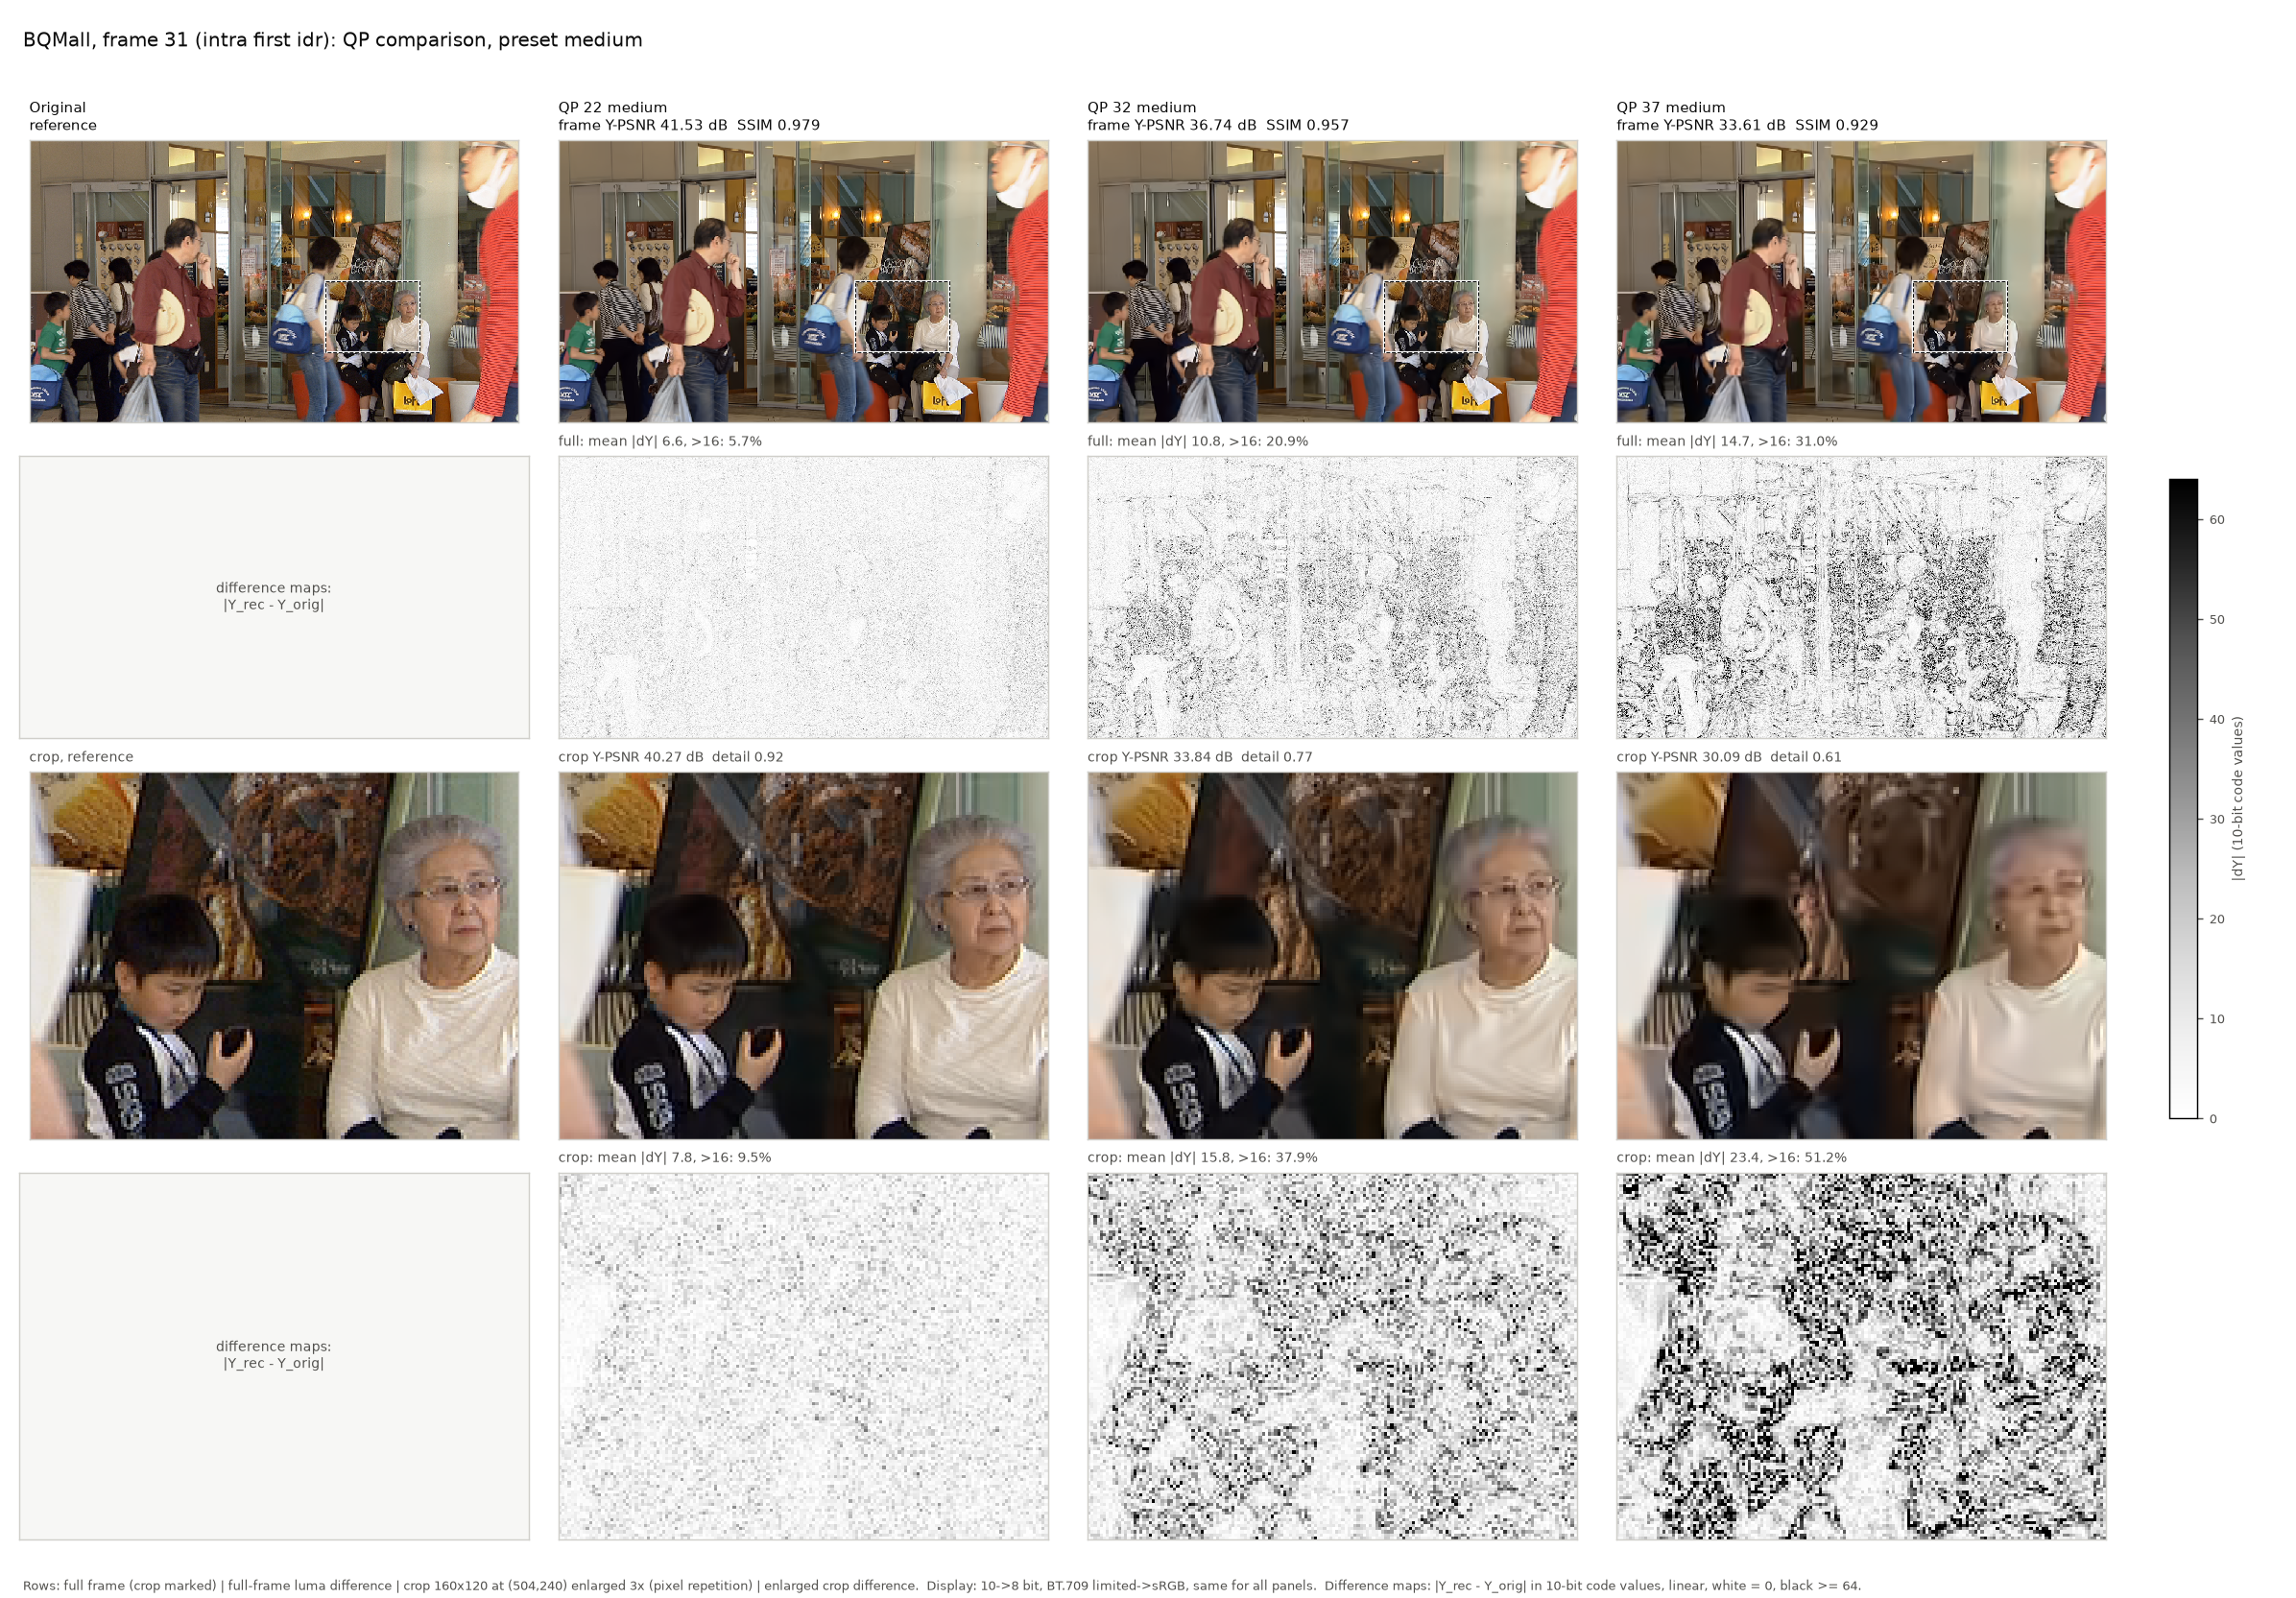 BQMall, frame 31 (intra first idr): QP comparison, preset medium
Original
reference
QP 22 medium
frame Y-PSNR 41.53 dB  SSIM 0.979
QP 32 medium
frame Y-PSNR 36.74 dB  SSIM 0.957
QP 37 medium
frame Y-PSNR 33.61 dB  SSIM 0.929
full: mean |dY| 6.6, >16: 5.7%
full: mean |dY| 10.8, >16: 20.9%
full: mean |dY| 14.7, >16: 31.0%
difference maps:
|Y_rec - Y_orig|
60
50
40
30
20
10
0
|dY| (10-bit code values)
crop, reference
crop Y-PSNR 40.27 dB  detail 0.92
crop Y-PSNR 33.84 dB  detail 0.77
crop Y-PSNR 30.09 dB  detail 0.61
crop: mean |dY| 7.8, >16: 9.5%
crop: mean |dY| 15.8, >16: 37.9%
crop: mean |dY| 23.4, >16: 51.2%
difference maps:
|Y_rec - Y_orig|
Rows: full frame (crop marked) | full-frame luma difference | crop 160x120 at (504,240) enlarged 3x (pixel repetition) | enlarged crop difference.  Display: 10->8 bit, BT.709 limited->sRGB, same for all panels.  Difference maps: |Y_rec - Y_orig| in 10-bit code values, linear, white = 0, black >= 64.